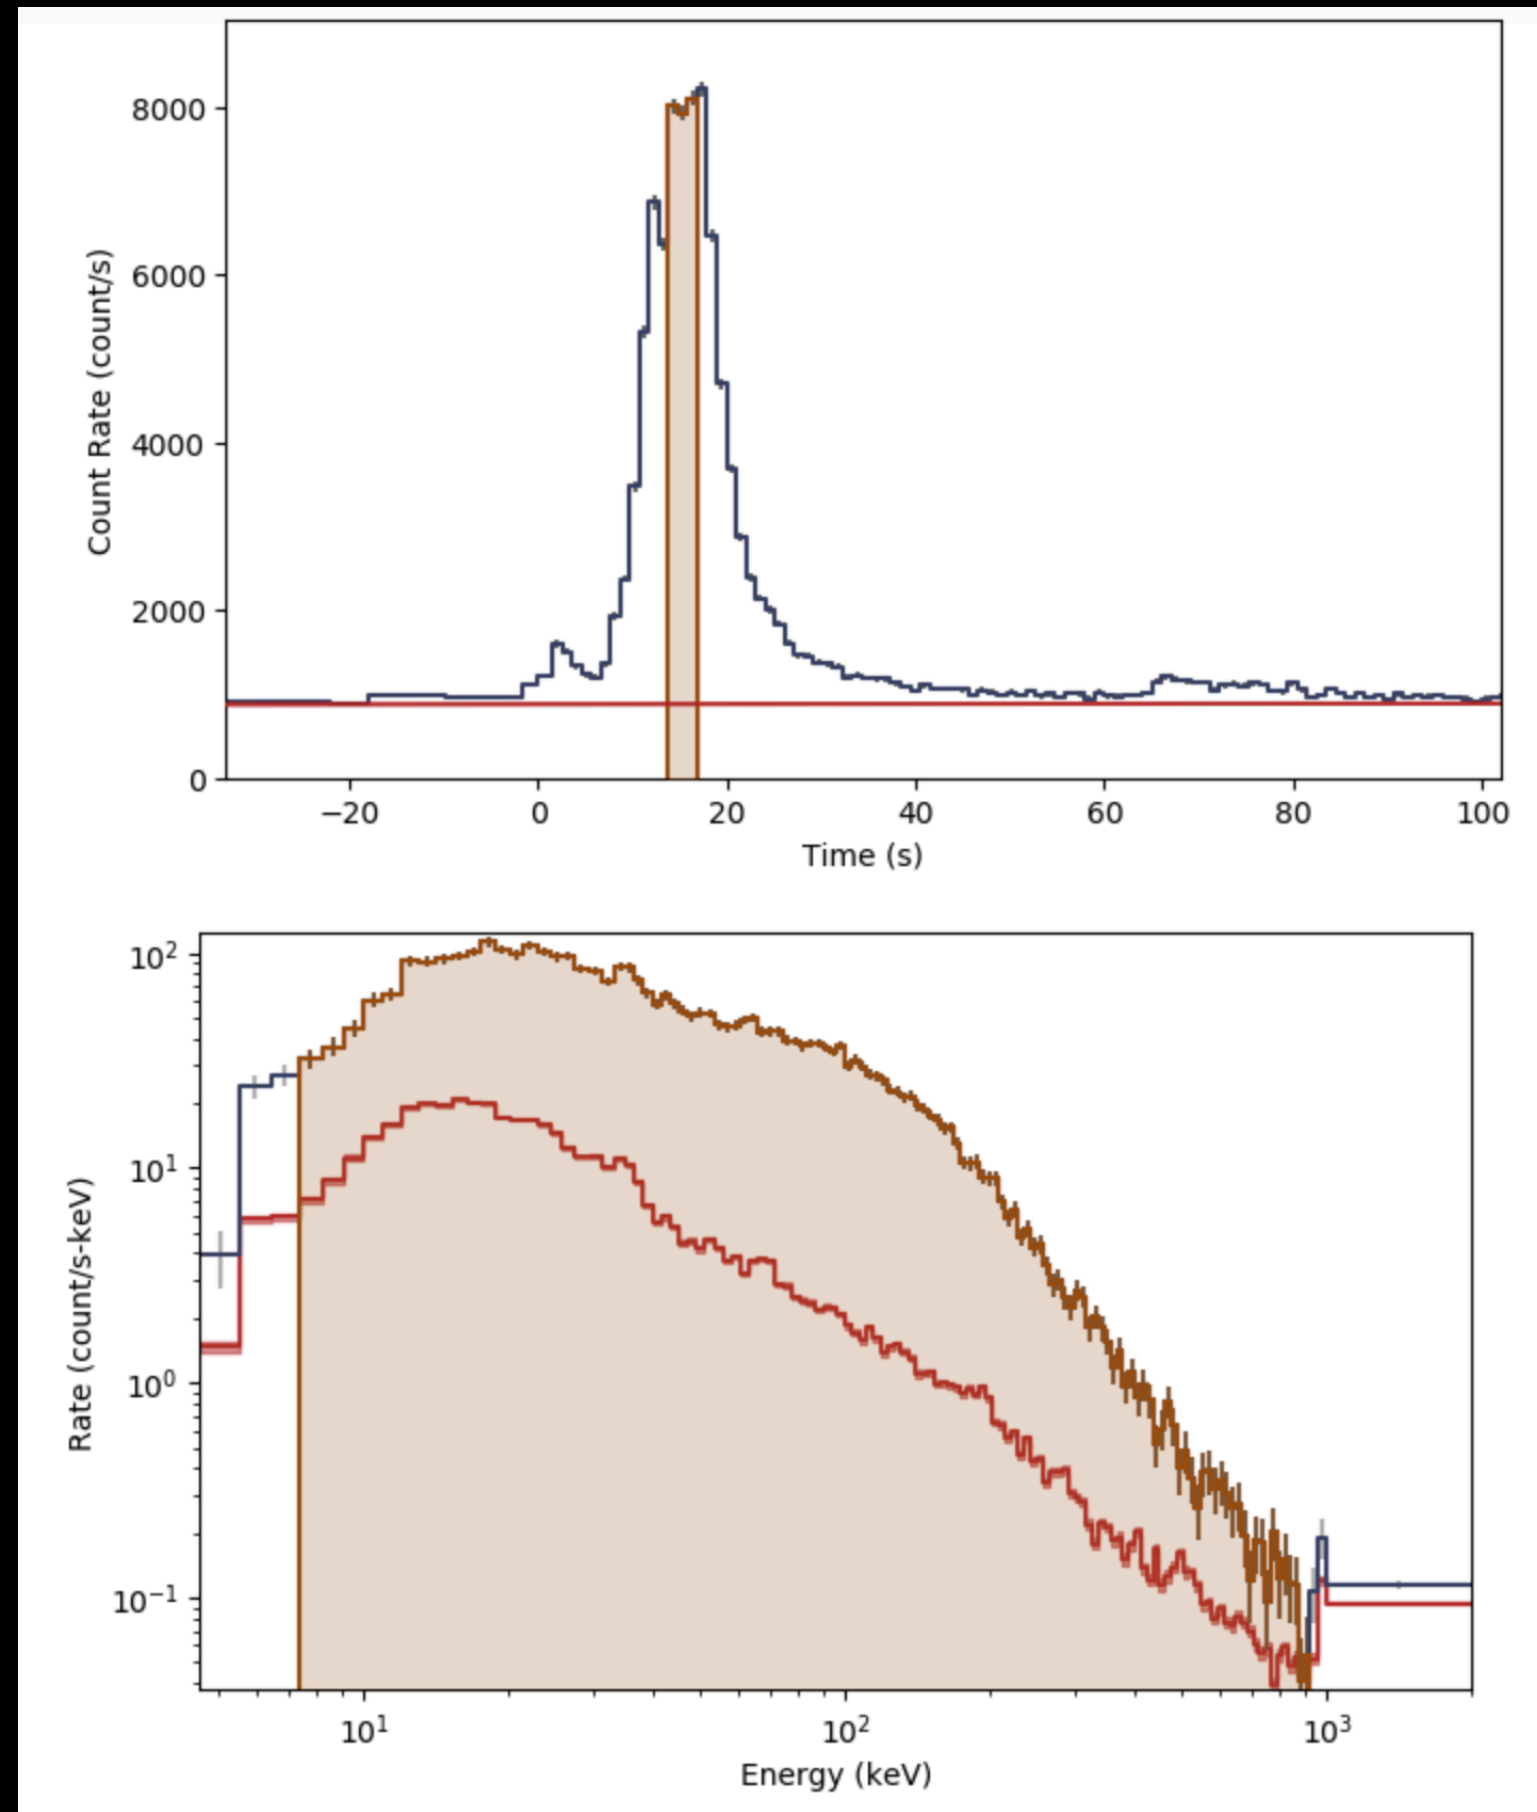 8000
6000
4000
2000
0
Count Rate (count/s)
−20 0 20 40 60 80 100
Time (s)
10²
10¹
10⁰
10⁻¹
Rate (count/s-keV)
10¹ 10² 10³
Energy (keV)